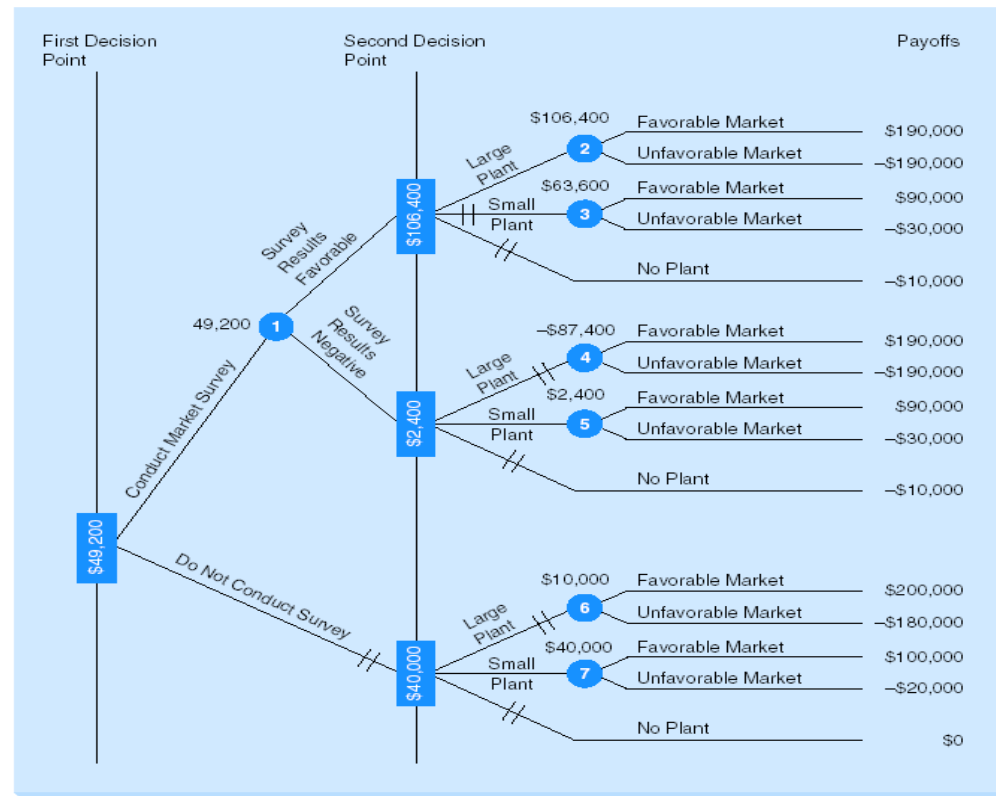 First Decision
Point
Second Decision
Point
Payoffs
$106,400
Favorable Market
$190,000
Large
Plant
2
Unfavorable Market
–$190,000
$106,400
$63,600
Favorable Market
$90,000
Small
Plant
3
Unfavorable Market
–$30,000
Survey
Results
Favorable
No Plant
–$10,000
49,200
1
Survey
Results
Negative
–$87,400
Favorable Market
$190,000
Large
Plant
4
Unfavorable Market
–$190,000
$2,400
$2,400
Favorable Market
$90,000
Small
Plant
5
Unfavorable Market
–$30,000
Conduct Market Survey
No Plant
–$10,000
$49,200
Do Not Conduct Survey
$10,000
Favorable Market
$200,000
Large
Plant
6
Unfavorable Market
–$180,000
$40,000
$40,000
Favorable Market
$100,000
Small
Plant
7
Unfavorable Market
–$20,000
No Plant
$0